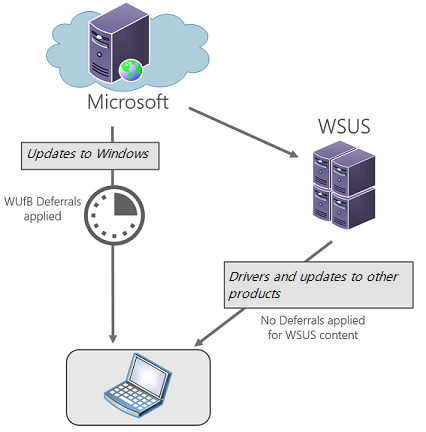 Microsoft
WSUS
Updates to Windows
WUfB Deferrals
applied
Drivers and updates to other
products
No Deferrals applied
for WSUS content